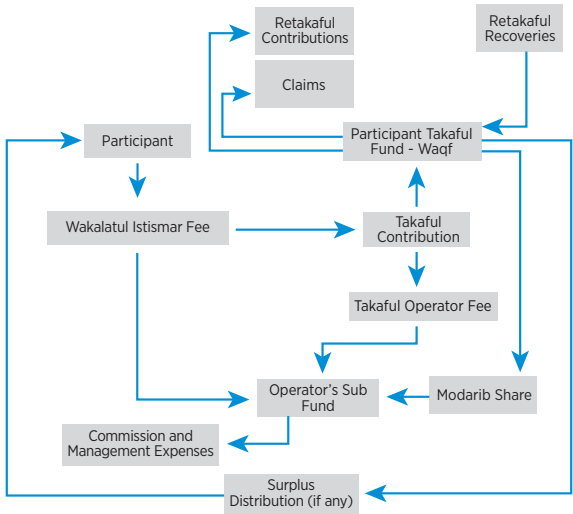 Retakaful
Contributions
Retakaful
Recoveries
Claims
Participant
Participant Takaful
Fund - Waqf
Wakalatul Istismar Fee
Takaful
Contribution
Takaful Operator Fee
Operator's Sub
Fund
Modarib Share
Commission and
Management Expenses
Surplus
Distribution (if any)